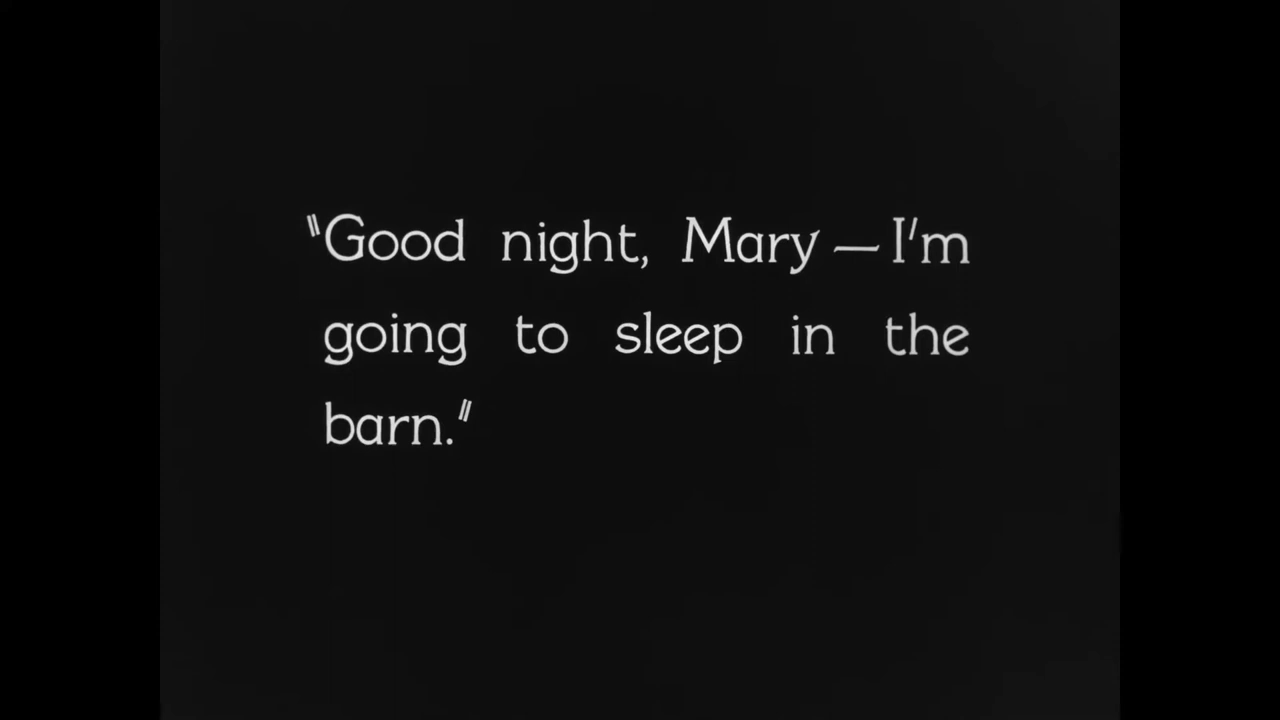 "Good night, Mary — I'm
going to sleep in the
barn."